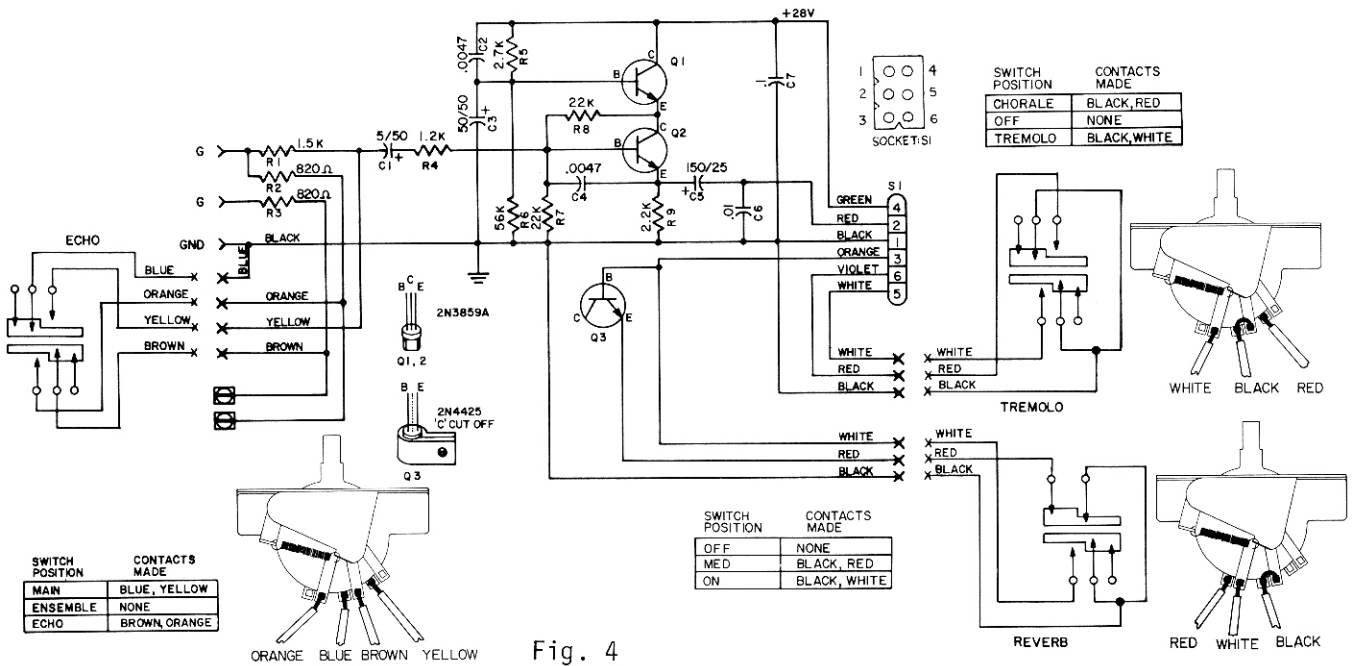 +28V
.0047
C2
2.7K
R5
C
Q1
B
E
.1
C7
50/50
+
C3
22K
R8
C
Q2
B
E
5/50
C1
+
1.2K
R4
1.5K
R1
820Ω
R2
820Ω
R3
G
G
GND
BLACK
BLUE
.0047
C4
150/25
+
C5
.01
C6
56K
R6
22K
R7
2.2K
R9
1
2
3
4
5
6
SOCKET:S1
SWITCH POSITION
CONTACTS MADE
CHORALE BLACK,RED
OFF NONE
TREMOLO BLACK,WHITE
S1
GREEN 4
RED 2
BLACK 1
ORANGE 3
VIOLET 6
WHITE 5
ECHO
BLUE
ORANGE ORANGE
YELLOW YELLOW
BROWN BROWN
B
C
E
Q3
B C E
2N3859A
Q1, 2
B E
2N4425
'C' CUT OFF
Q3
WHITE WHITE
RED RED
BLACK BLACK
TREMOLO
WHITE BLACK RED
WHITE WHITE
RED RED
BLACK BLACK
REVERB
RED WHITE BLACK
SWITCH POSITION
CONTACTS MADE
OFF NONE
MED BLACK, RED
ON BLACK, WHITE
SWITCH POSITION
CONTACTS MADE
MAIN BLUE, YELLOW
ENSEMBLE NONE
ECHO BROWN, ORANGE
ORANGE BLUE BROWN YELLOW
Fig. 4